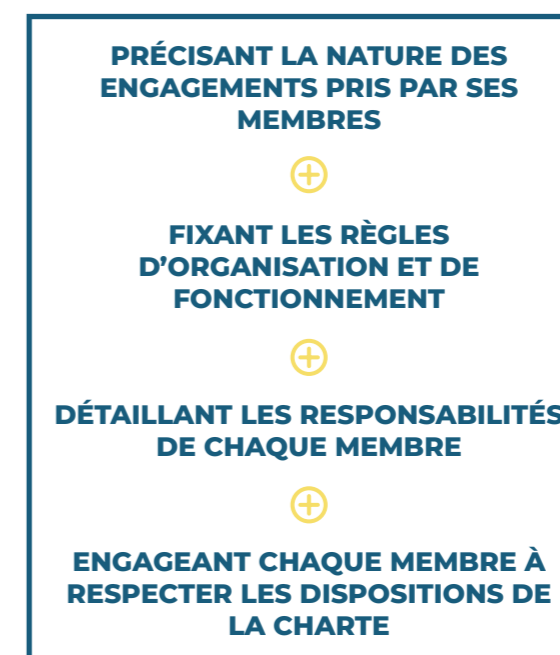 PRÉCISANT LA NATURE DES
ENGAGEMENTS PRIS PAR SES
MEMBRES
FIXANT LES RÈGLES
D’ORGANISATION ET DE
FONCTIONNEMENT
DÉTAILLANT LES RESPONSABILITÉS
DE CHAQUE MEMBRE
ENGAGEANT CHAQUE MEMBRE À
RESPECTER LES DISPOSITIONS DE
LA CHARTE